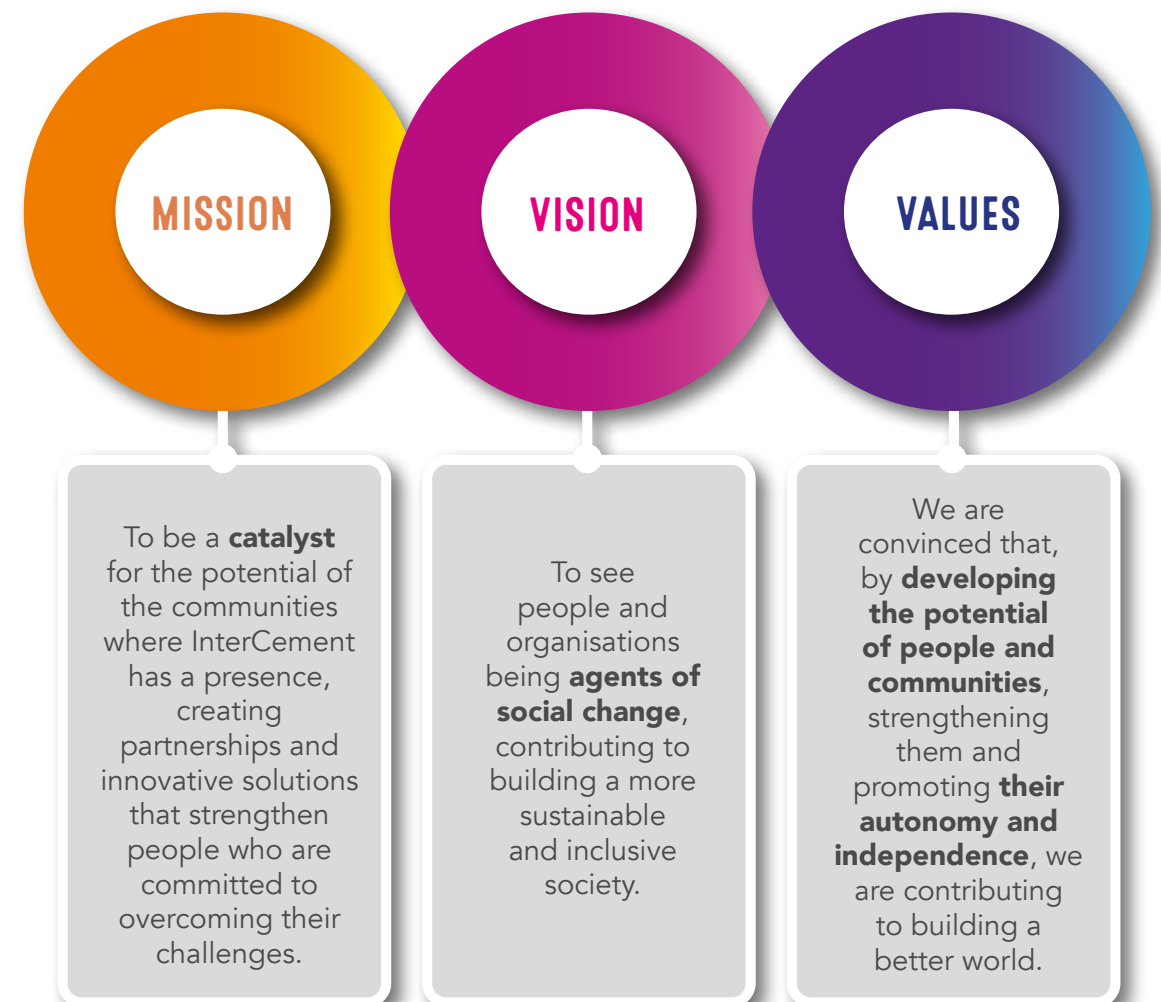 MISSION
To be a catalyst
for the potential of
the communities
where InterCement
has a presence,
creating
partnerships and
innovative solutions
that strengthen
people who are
committed to
overcoming their
challenges.
VISION
To see
people and
organisations
being agents of
social change,
contributing to
building a more
sustainable
and inclusive
society.
VALUES
We are
convinced that,
by developing
the potential
of people and
communities,
strengthening
them and
promoting their
autonomy and
independence, we
are contributing
to building a
better world.